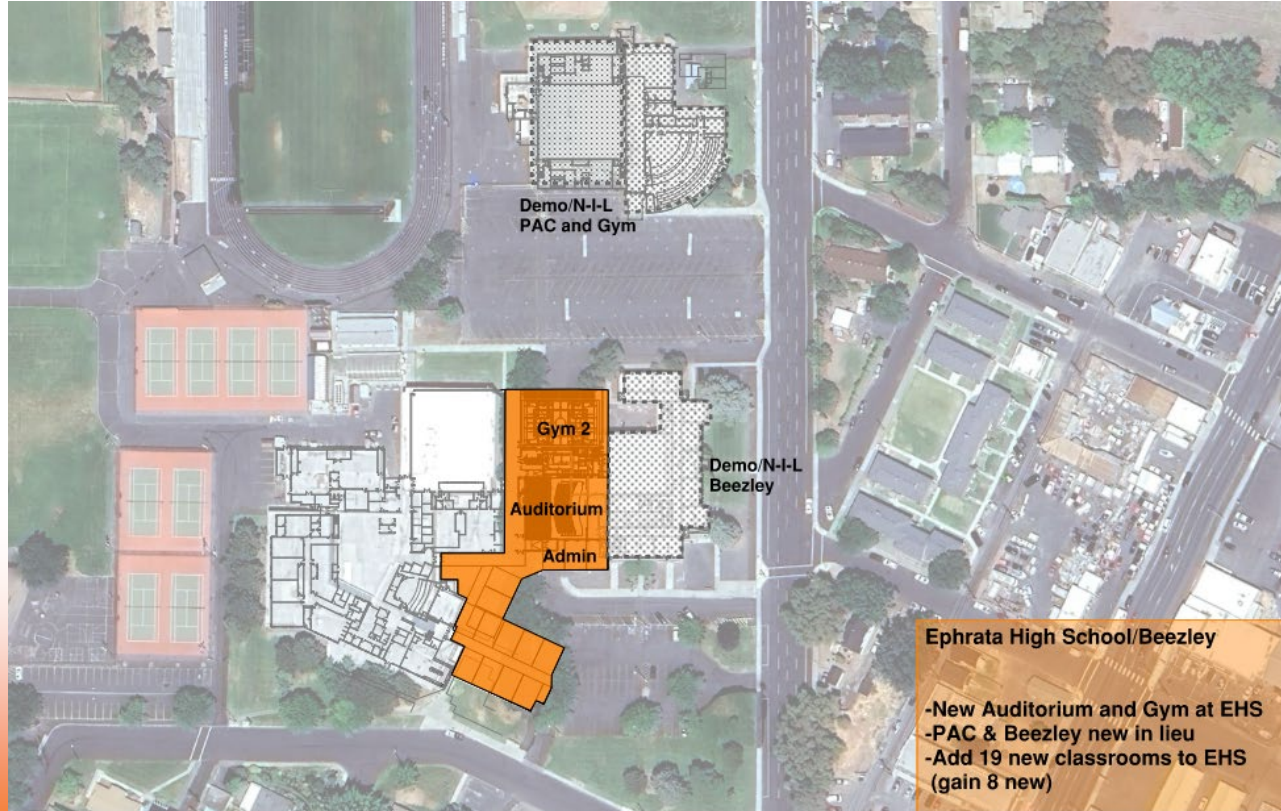 Demo/N-I-L
PAC and Gym
Gym 2
Auditorium
Admin
Demo/N-I-L
Beezley
Ephrata High School/Beezley
-New Auditorium and Gym at EHS
-PAC & Beezley new in lieu
-Add 19 new classrooms to EHS
(gain 8 new)